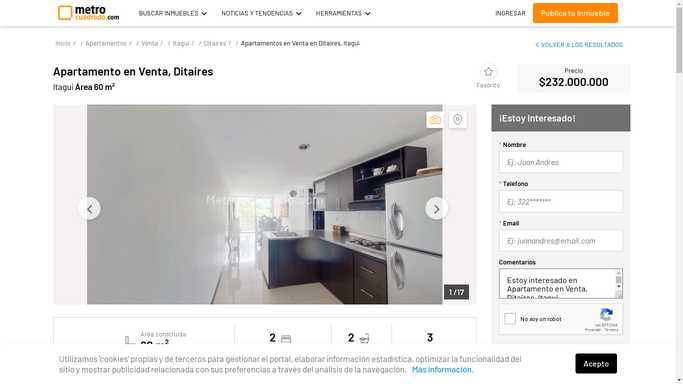 metro
cuadrado.com
BUSCAR INMUEBLES
NOTICIAS Y TENDENCIAS
HERRAMIENTAS
INGRESAR
Publica tu Inmueble
Inicio / Apartamentos / Venta / Itagui / Ditaires / Apartamentos en Venta en Ditaires, Itagui
VOLVER A LOS RESULTADOS
Apartamento en Venta, Ditaires
Itagui Área 60 m²
Favorito
Precio
$232.000.000
1 / 17
¡Estoy Interesado!
* Nombre
Ej: Juan Andres
* Telefono
Ej: 322*******
* Email
Ej: juanandres@email.com
Comentarios
Estoy interesado en
Apartamento en Venta,
Ditaires, Itagui
No soy un robot
reCAPTCHA
Privacidad - Términos
Área construida
2
2
3
Utilizamos 'cookies' propias y de terceros para gestionar el portal, elaborar información estadística, optimizar la funcionalidad del
sitio y mostrar publicidad relacionada con sus preferencias a través del análisis de la navegación. Más información.
Acepto